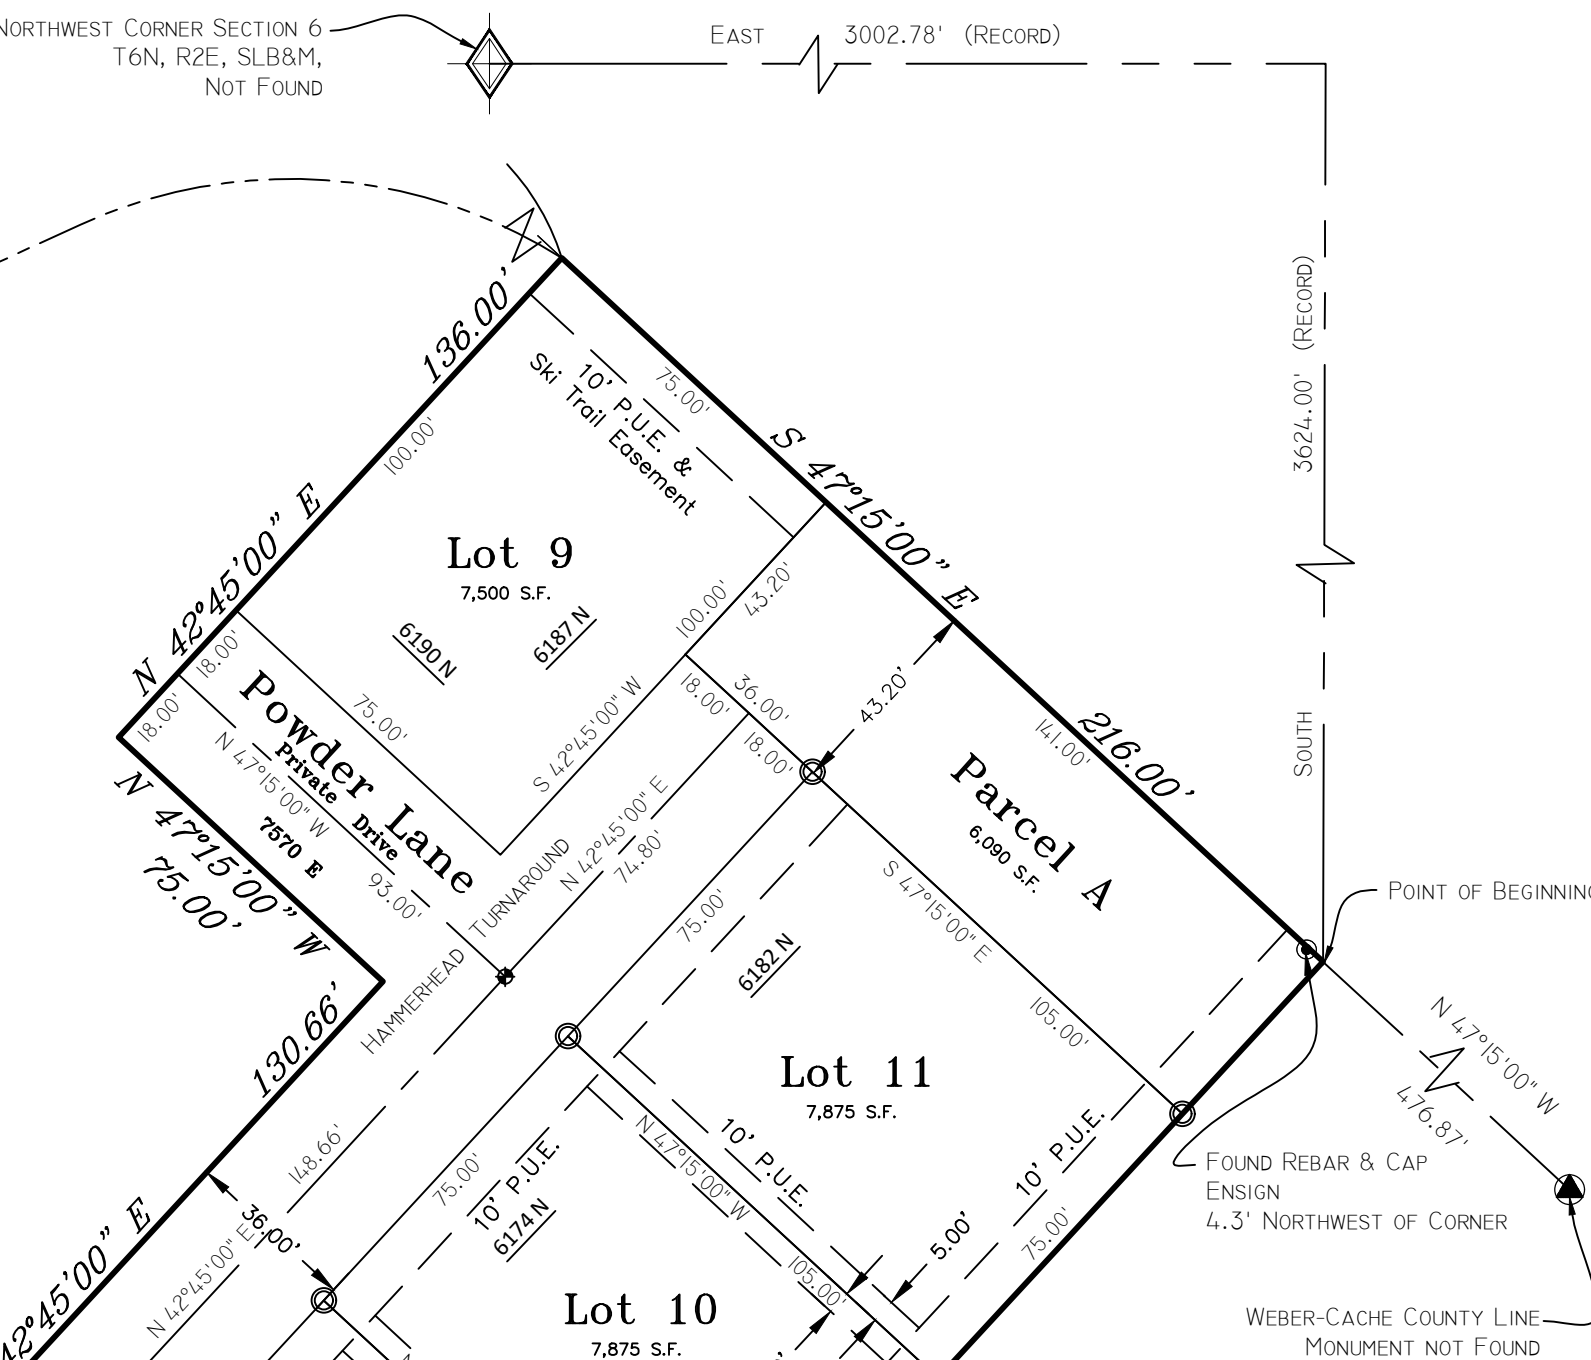 NORTHWEST CORNER SECTION 6
T6N, R2E, SLB&M,
NOT FOUND
EAST 3002.78' (RECORD)
3624.00' (RECORD)
SOUTH
136.00'
N 42°45'00" E
100.00'
18.00'
18.00'
10' P.U.E. &
Ski Trail Easement
75.00'
S 47°15'00" E
216.00'
141.00'
Lot 9
7,500 S.F.
6190 N
6187 N
100.00'
43.20'
S 42°45'00" W
75.00'
Powder Lane
Private Drive
N 47°15'00" W
93.00'
7570 E
N 47°15'00" W
75.00'
36.00'
18.00'
18.00'
43.20'
Parcel A
6,090 S.F.
N 42°45'00" E
74.80'
HAMMERHEAD TURNAROUND
75.00'
S 47°15'00" E
105.00'
6182 N
POINT OF BEGINNING
Lot 11
7,875 S.F.
N 47°15'00" W
476.87'
130.66'
148.66'
36.00'
N 42°45'00" E
42°45'00" E
75.00'
10' P.U.E.
6174 N
N 47°15'00" W
105.00'
10' P.U.E.
10' P.U.E.
5.00'
75.00'
FOUND REBAR & CAP
ENSIGN
4.3' NORTHWEST OF CORNER
Lot 10
7,875 S.F.
WEBER-CACHE COUNTY LINE
MONUMENT NOT FOUND